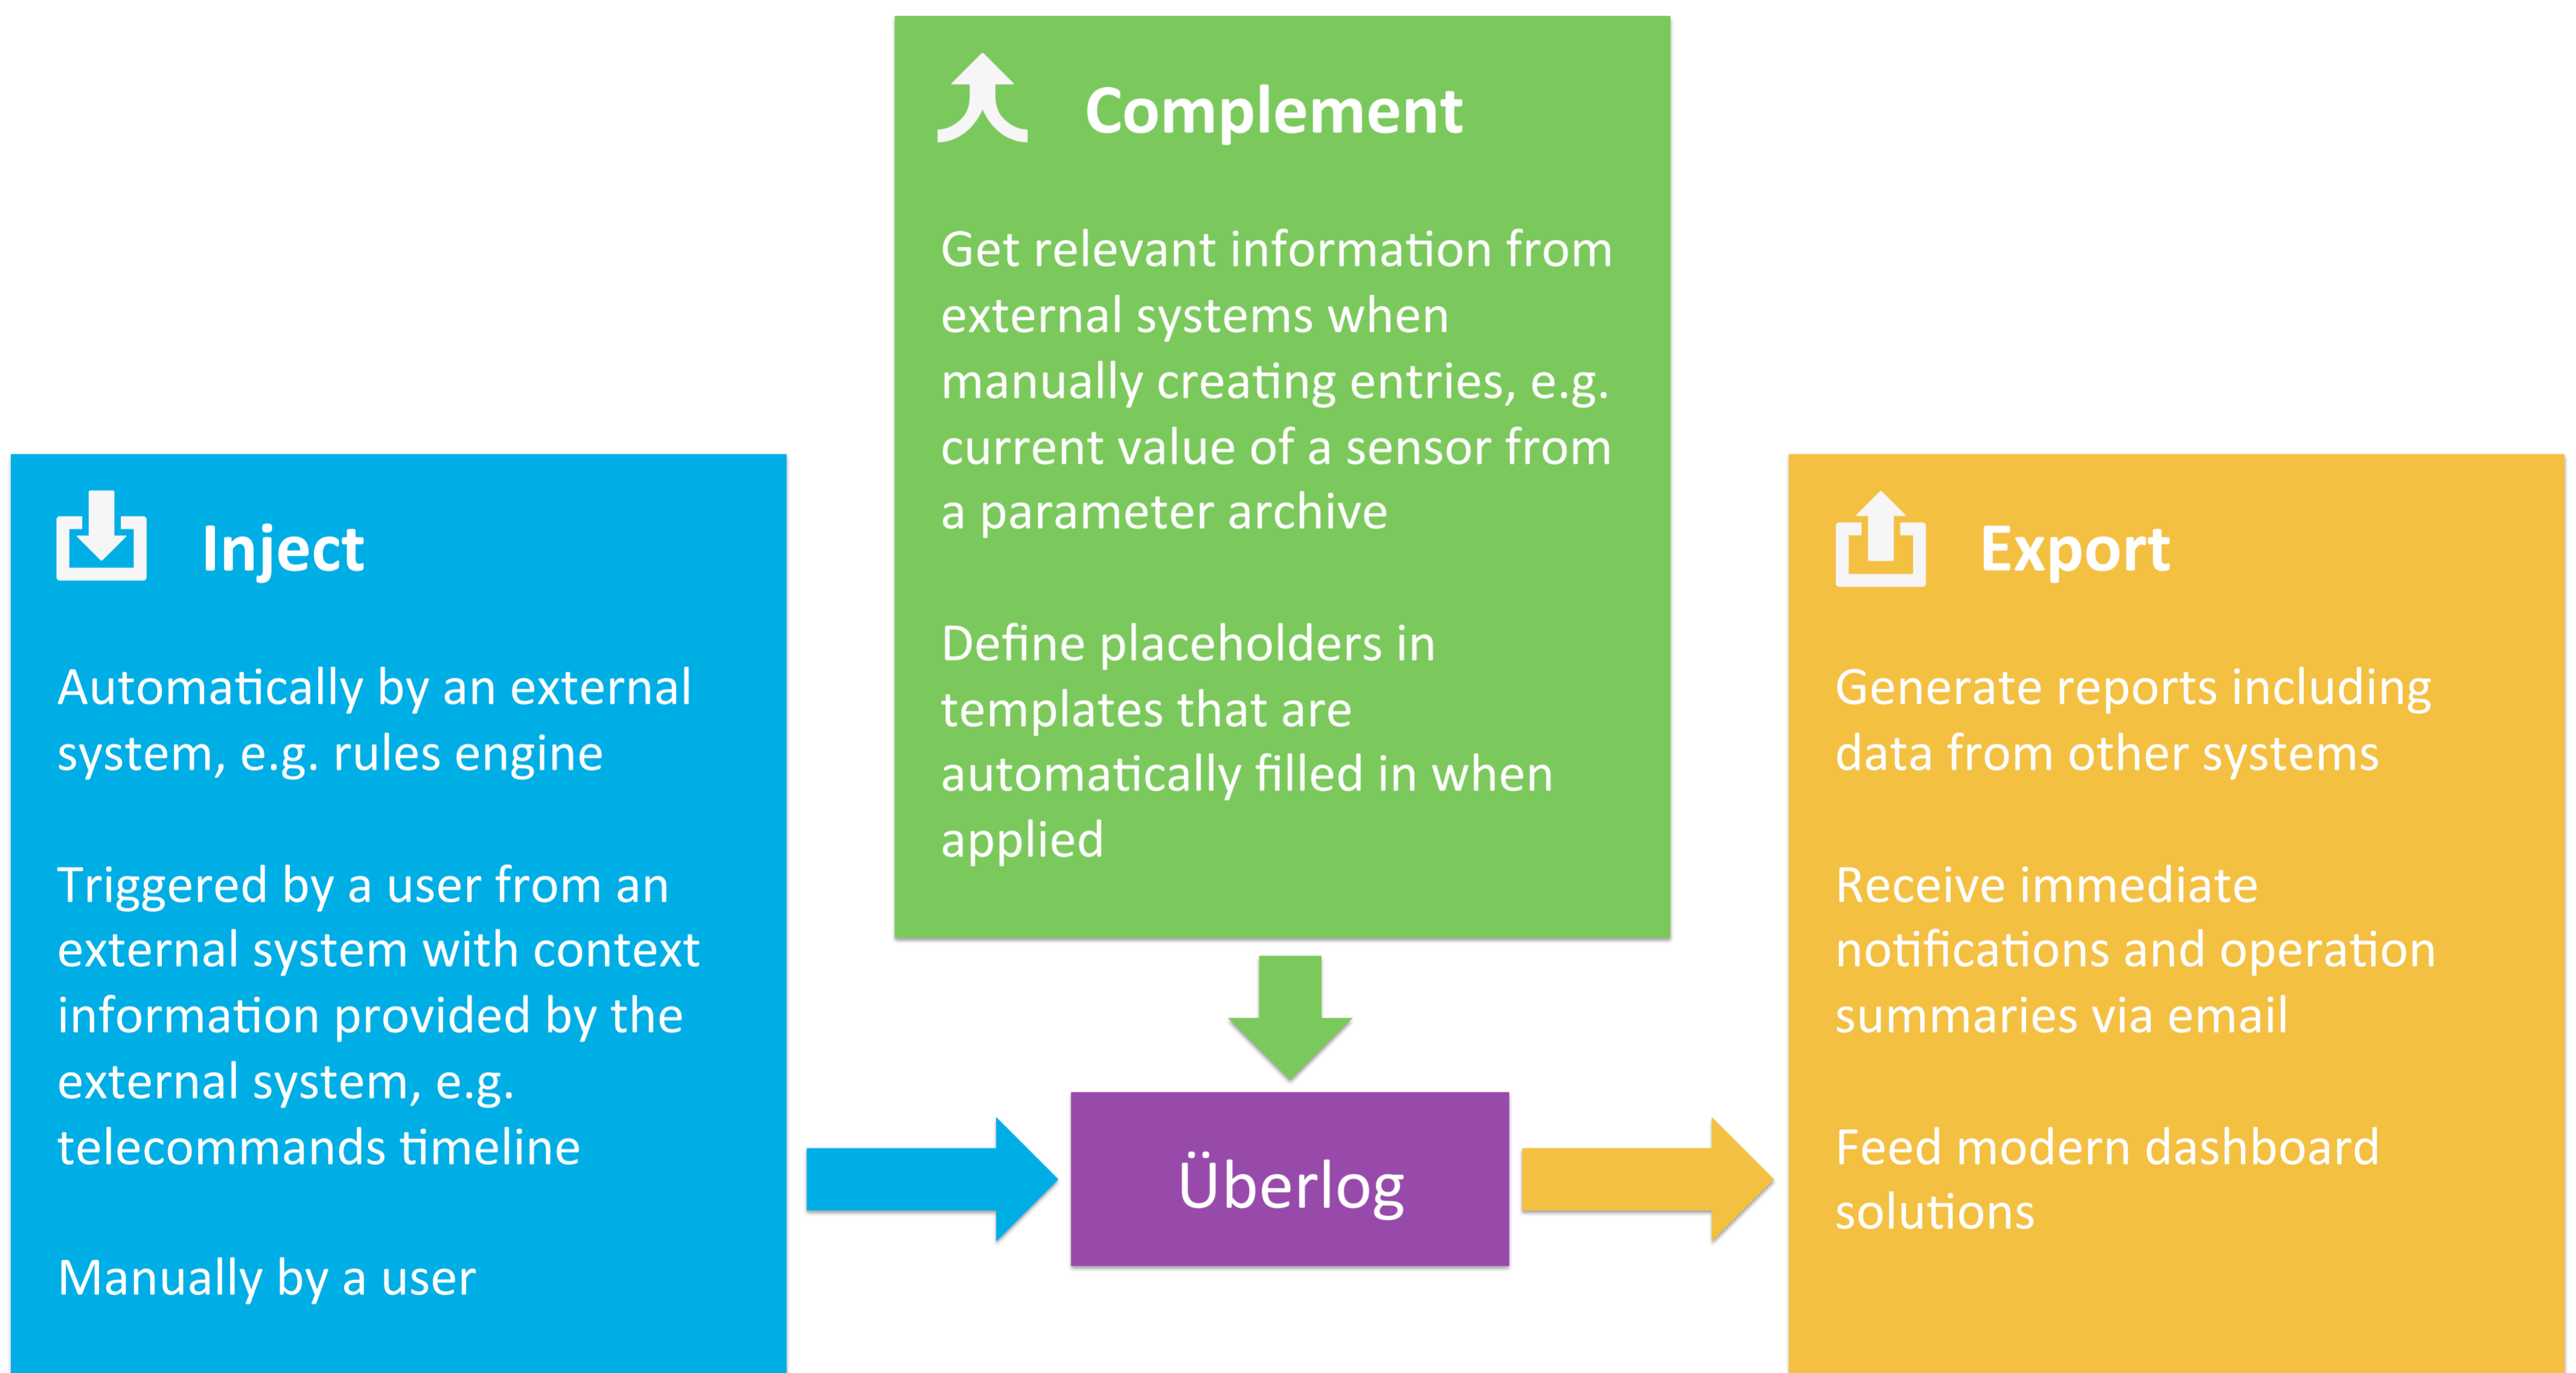 Complement
Get relevant information from
external systems when
manually creating entries, e.g.
current value of a sensor from
a parameter archive
Define placeholders in
templates that are
automatically filled in when
applied
Inject
Automatically by an external
system, e.g. rules engine
Triggered by a user from an
external system with context
information provided by the
external system, e.g.
telecommands timeline
Manually by a user
Überlog
Export
Generate reports including
data from other systems
Receive immediate
notifications and operation
summaries via email
Feed modern dashboard
solutions